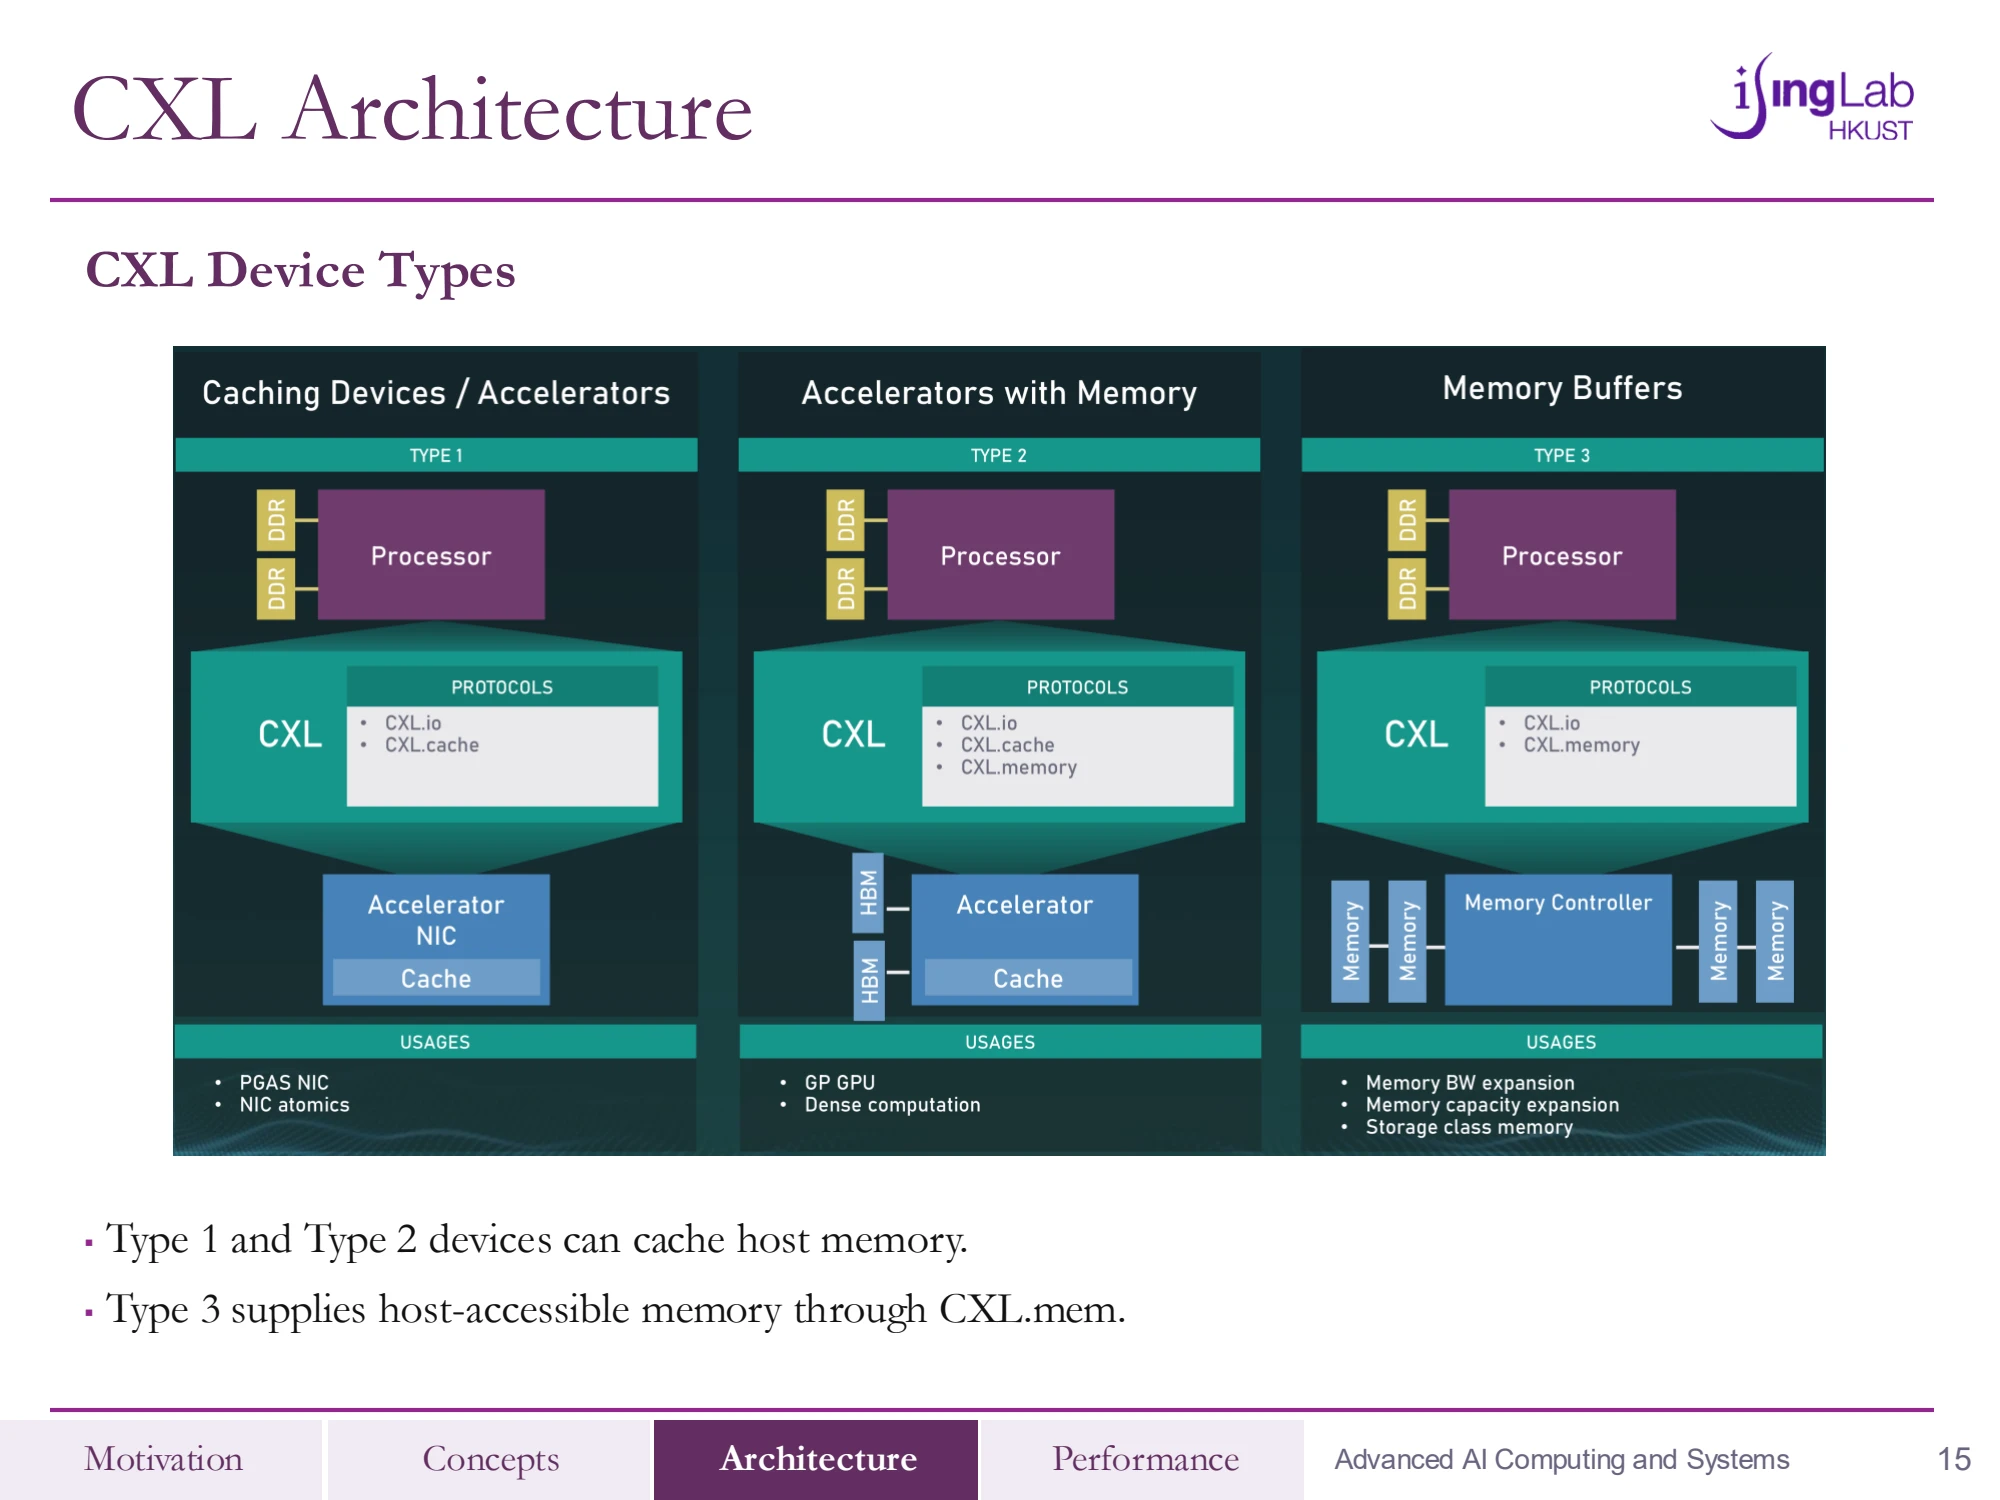 CXL Architecture
iSingLab
HKUST
CXL Device Types
Caching Devices / Accelerators
TYPE 1
DDR
DDR
Processor
CXL
PROTOCOLS
• CXL.io
• CXL.cache
Accelerator
NIC
Cache
USAGES
• PGAS NIC
• NIC atomics
Accelerators with Memory
TYPE 2
DDR
DDR
Processor
CXL
PROTOCOLS
• CXL.io
• CXL.cache
• CXL.memory
HBM
HBM
Accelerator
Cache
USAGES
• GP GPU
• Dense computation
Memory Buffers
TYPE 3
DDR
DDR
Processor
CXL
PROTOCOLS
• CXL.io
• CXL.memory
Memory
Memory
Memory Controller
Memory
Memory
USAGES
• Memory BW expansion
• Memory capacity expansion
• Storage class memory
▪ Type 1 and Type 2 devices can cache host memory.
▪ Type 3 supplies host-accessible memory through CXL.mem.
Motivation
Concepts
Architecture
Performance
Advanced AI Computing and Systems
15